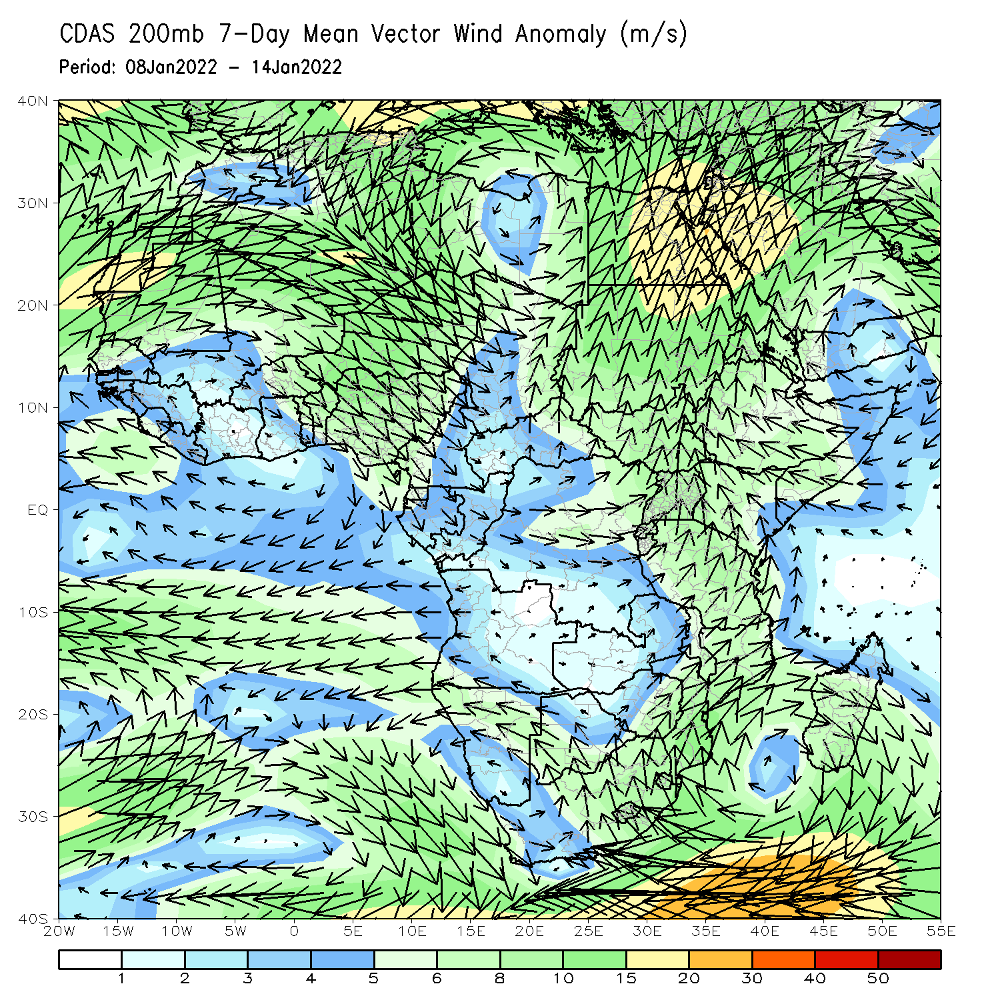 CDAS 200mb 7-Day Mean Vector Wind Anomaly (m/s)
Period: 08Jan2022 - 14Jan2022
40N
30N
20N
10N
EQ
10S
20S
30S
40S
20W 15W 10W 5W 0 5E 10E 15E 20E 25E 30E 35E 40E 45E 50E 55E
1 2 3 4 5 6 8 10 15 20 30 40 50